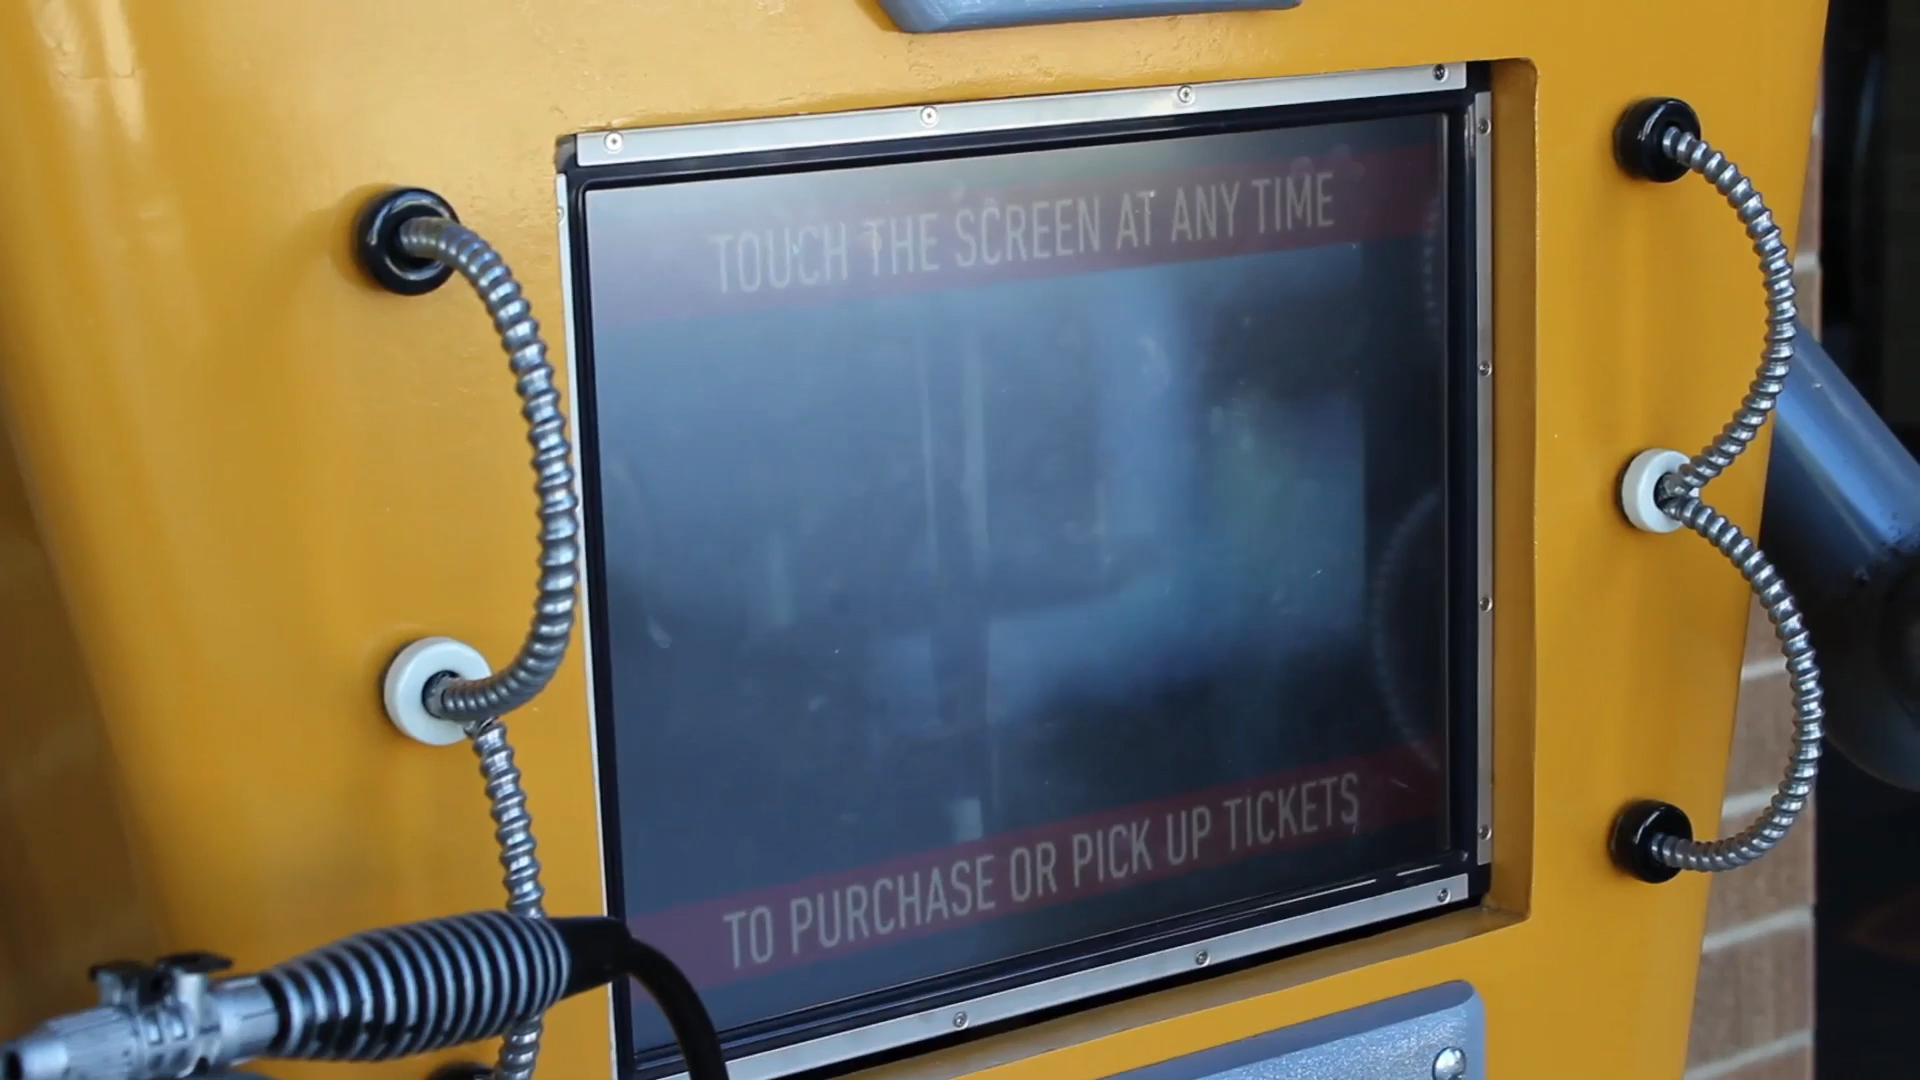 TOUCH THE SCREEN AT ANY TIME
TO PURCHASE OR PICK UP TICKETS